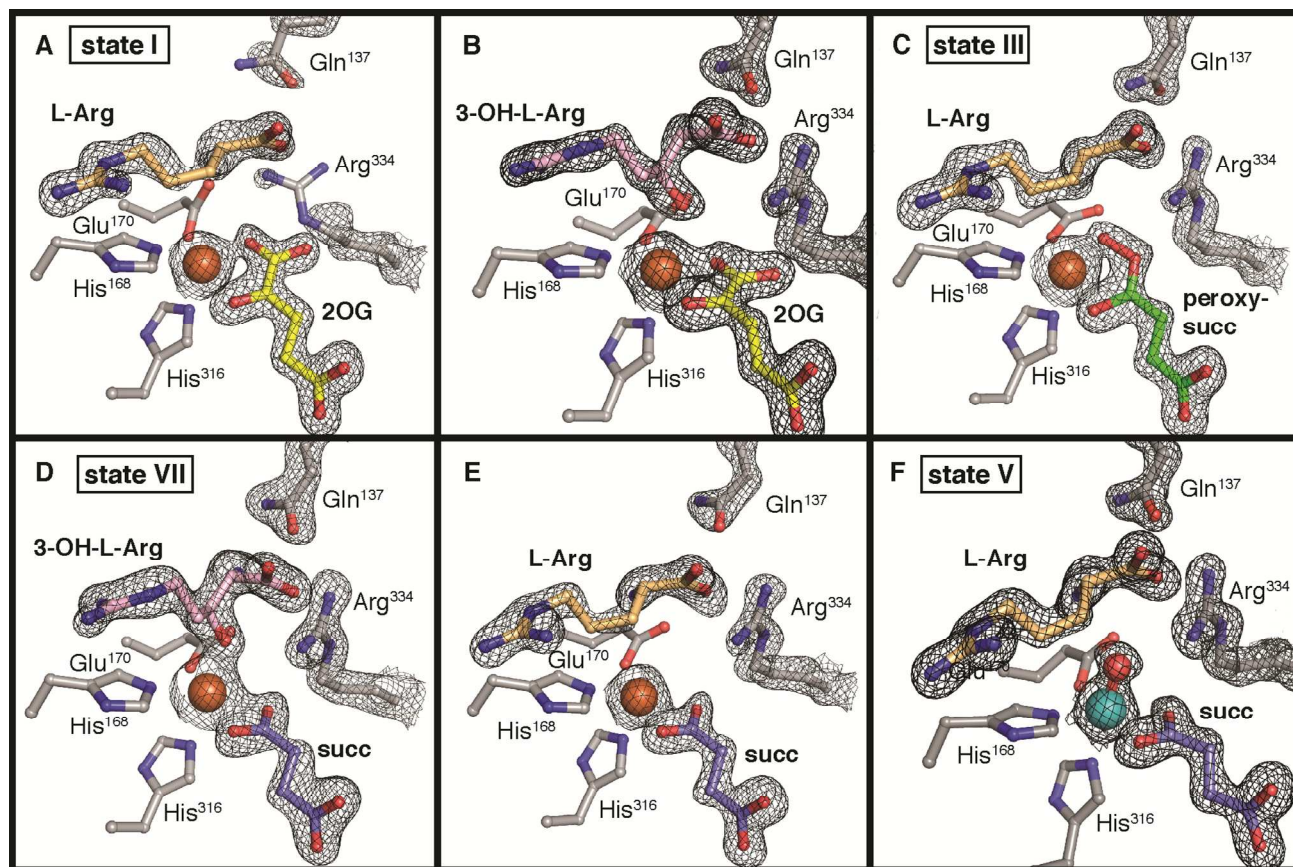 A state I
Gln137
L-Arg
Arg334
Glu170
His168
2OG
His316
B
Gln137
3-OH-L-Arg
Arg334
Glu170
His168
2OG
His316
C state III
Gln137
L-Arg
Arg334
Glu170
His168
peroxy-
succ
His316
D state VII
Gln137
3-OH-L-Arg
Arg334
Glu170
His168
succ
His316
E
Gln137
L-Arg
Arg334
Glu170
His168
succ
His316
F state V
Gln137
L-Arg
Arg334
Glu
His168
succ
His316